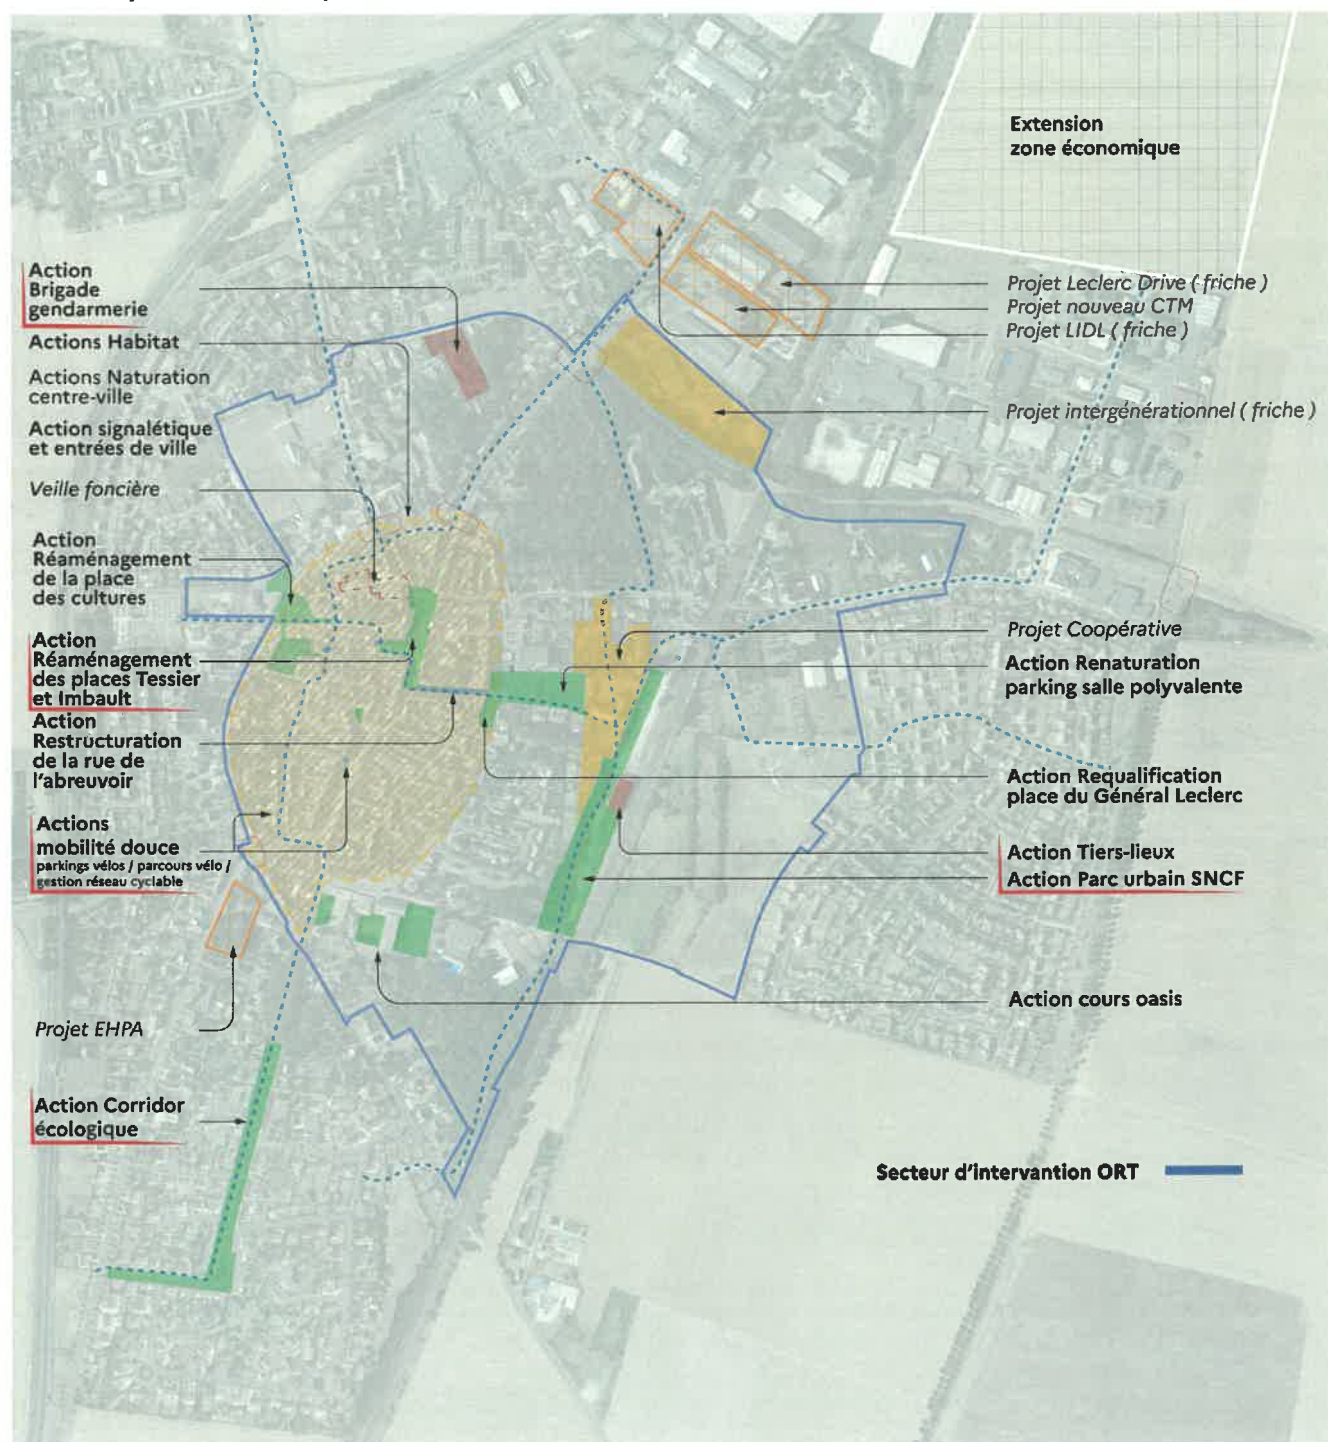 Extension
zone économique
Action
Brigade
gendarmerie
Actions Habitat
Actions Naturation
centre-ville
Action signalétique
et entrées de ville
Veille foncière
Action
Réaménagement
de la place
des cultures
Action
Réaménagement
des places Tessier
et Imbault
Action
Restructuration
de la rue de
l'abreuvoir
Actions
mobilité douce
parkings vélos / parcours vélo /
gestion réseau cyclable
Projet EHPA
Action Corridor
écologique
Projet Leclerc Drive ( friche )
Projet nouveau CTM
Projet LIDL ( friche )
Projet intergénérationnel ( friche )
Projet Coopérative
Action Renaturation
parking salle polyvalente
Action Requalification
place du Général Leclerc
Action Tiers-lieux
Action Parc urbain SNCF
Action cours oasis
Secteur d'intervantion ORT